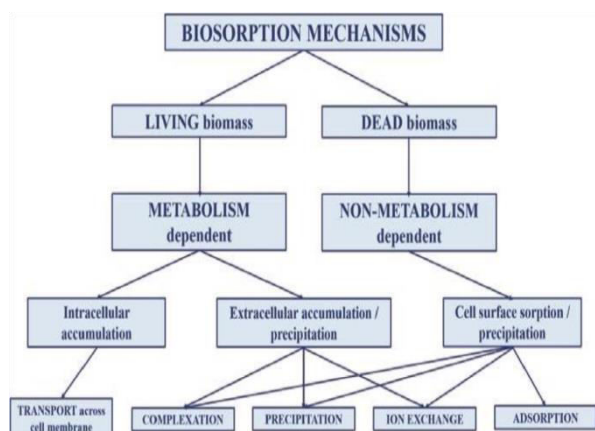 BIOSORPTION MECHANISMS
LIVING biomass
DEAD biomass
METABOLISM
dependent
NON-METABOLISM
dependent
Intracellular
accumulation
Extracellular accumulation /
precipitation
Cell surface sorption /
precipitation
TRANSPORT across
cell membrane
COMPLEXATION
PRECIPITATION
ION EXCHANGE
ADSORPTION